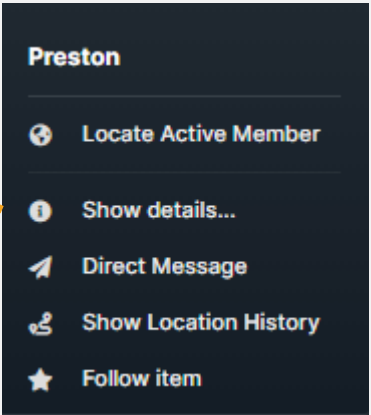 Preston
Locate Active Member
Show details...
Direct Message
Show Location History
Follow item